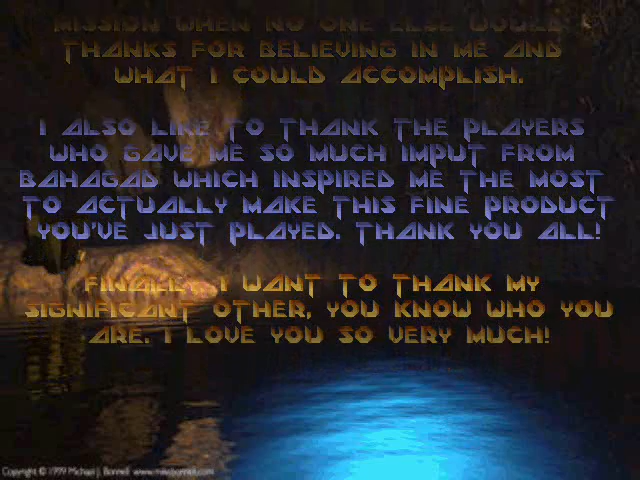 MISSION WHEN NO ONE ELSE WOULD
THANKS FOR BELIEVING IN ME AND
WHAT I COULD ACCOMPLISH.
I ALSO LIKE TO THANK THE PLAYERS
WHO GAVE ME SO MUCH IMPUT FROM
BAHAGAD WHICH INSPIRED ME THE MOST
TO ACTUALLY MAKE THIS FINE PRODUCT
YOU'VE JUST PLAYED. THANK YOU ALL!
FINALLY, I WANT TO THANK MY
SIGNIFICANT OTHER, YOU KNOW WHO YOU
ARE. I LOVE YOU SO VERY MUCH!
Copyright © 1999 Michael J. Bonnell www.mikebonnell.com